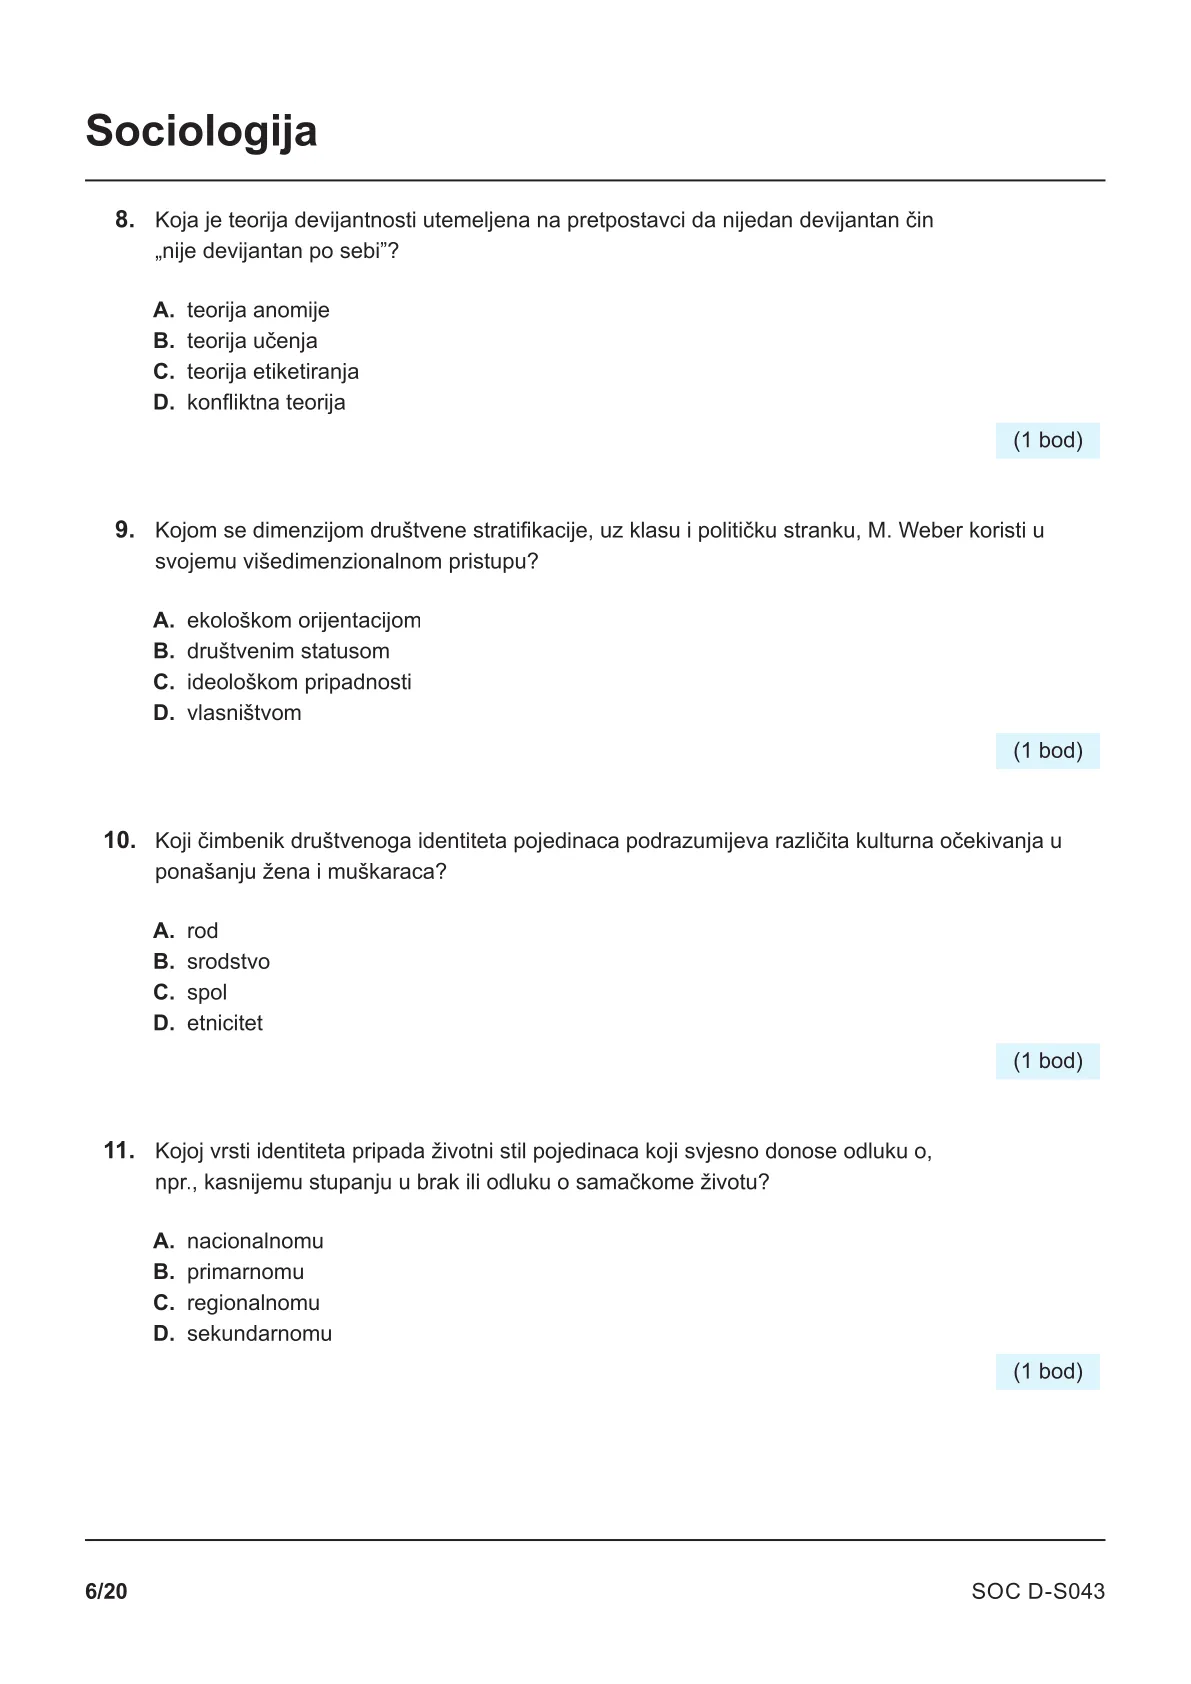 Sociologija
8. Koja je teorija devijantnosti utemeljena na pretpostavci da nijedan devijantan čin
„nije devijantan po sebi”?
A. teorija anomije
B. teorija učenja
C. teorija etiketiranja
D. konfliktna teorija
(1 bod)
9. Kojom se dimenzijom društvene stratifikacije, uz klasu i političku stranku, M. Weber koristi u
svojemu višedimenzionalnom pristupu?
A. ekološkom orijentacijom
B. društvenim statusom
C. ideološkom pripadnosti
D. vlasništvom
(1 bod)
10. Koji čimbenik društvenoga identiteta pojedinaca podrazumijeva različita kulturna očekivanja u
ponašanju žena i muškaraca?
A. rod
B. srodstvo
C. spol
D. etnicitet
(1 bod)
11. Kojoj vrsti identiteta pripada životni stil pojedinaca koji svjesno donose odluku o,
npr., kasnijemu stupanju u brak ili odluku o samačkome životu?
A. nacionalnomu
B. primarnomu
C. regionalnomu
D. sekundarnomu
(1 bod)
6/20
SOC D-S043